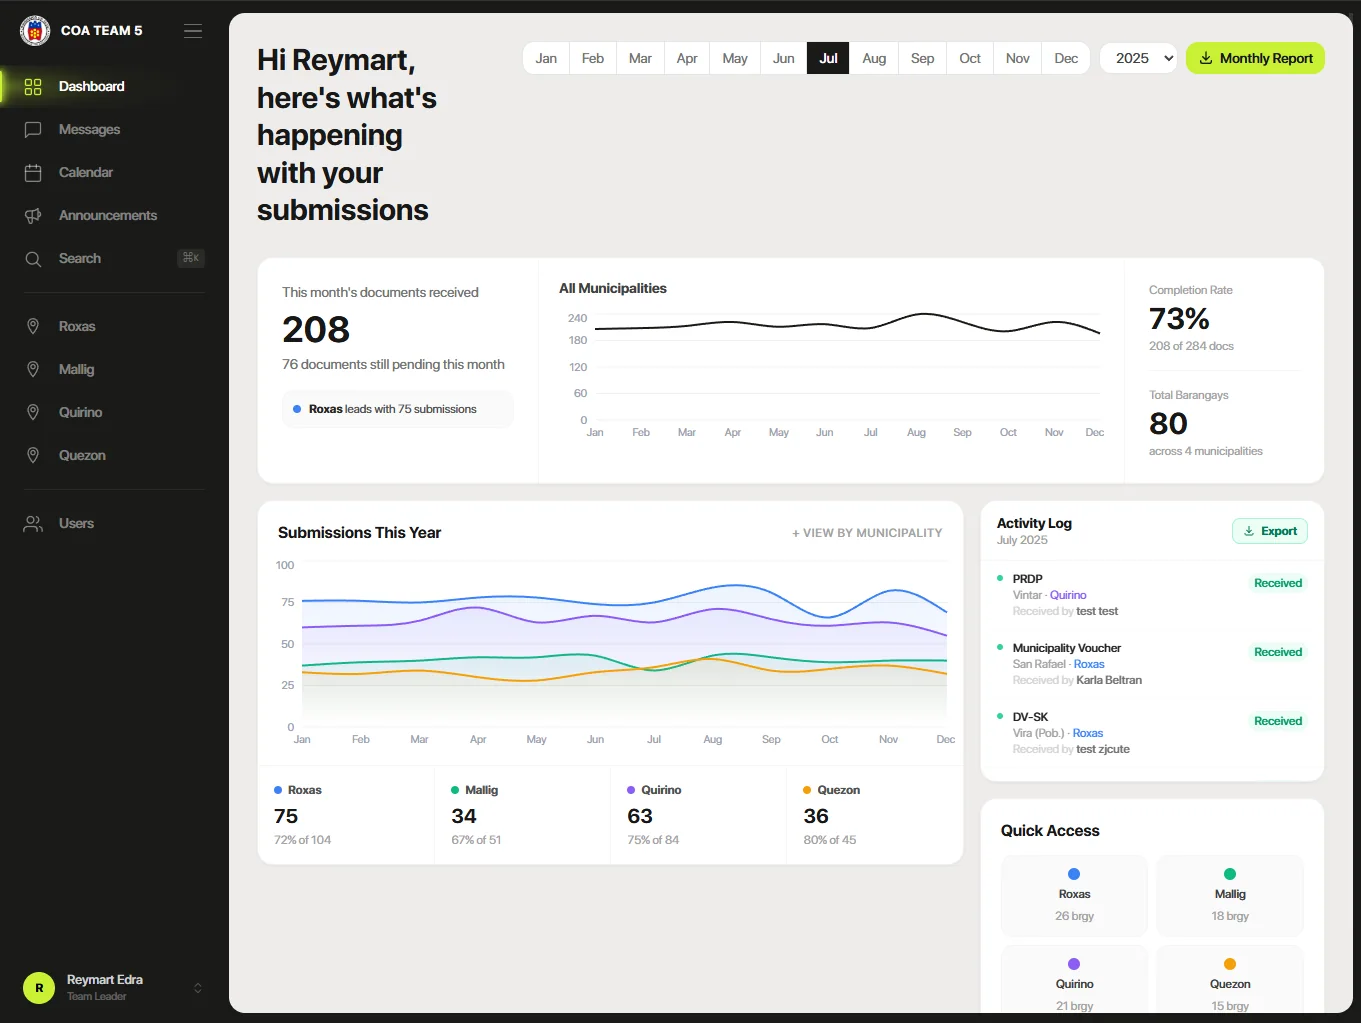 COA TEAM 5
Dashboard
Messages
Calendar
Announcements
Search
⌘K
Roxas
Mallig
Quirino
Quezon
Users
R
Reymart Edra
Team Leader
Hi Reymart,
here's what's
happening
with your
submissions
Jan Feb Mar Apr May Jun Jul Aug Sep Oct Nov Dec
2025
Monthly Report
This month's documents received
208
76 documents still pending this month
Roxas leads with 75 submissions
All Municipalities
240
180
120
60
0
Jan Feb Mar Apr May Jun Jul Aug Sep Oct Nov Dec
Completion Rate
73%
208 of 284 docs
Total Barangays
80
across 4 municipalities
Submissions This Year
+ VIEW BY MUNICIPALITY
100
75
50
25
0
Jan Feb Mar Apr May Jun Jul Aug Sep Oct Nov Dec
Roxas
75
72% of 104
Mallig
34
67% of 51
Quirino
63
75% of 84
Quezon
36
80% of 45
Activity Log
July 2025
Export
PRDP
Vintar · Quirino
Received by test test
Received
Municipality Voucher
San Rafael · Roxas
Received by Karla Beltran
Received
DV-SK
Vira (Pob.) · Roxas
Received by test zjcute
Received
Quick Access
Roxas
26 brgy
Mallig
18 brgy
Quirino
21 brgy
Quezon
15 brgy